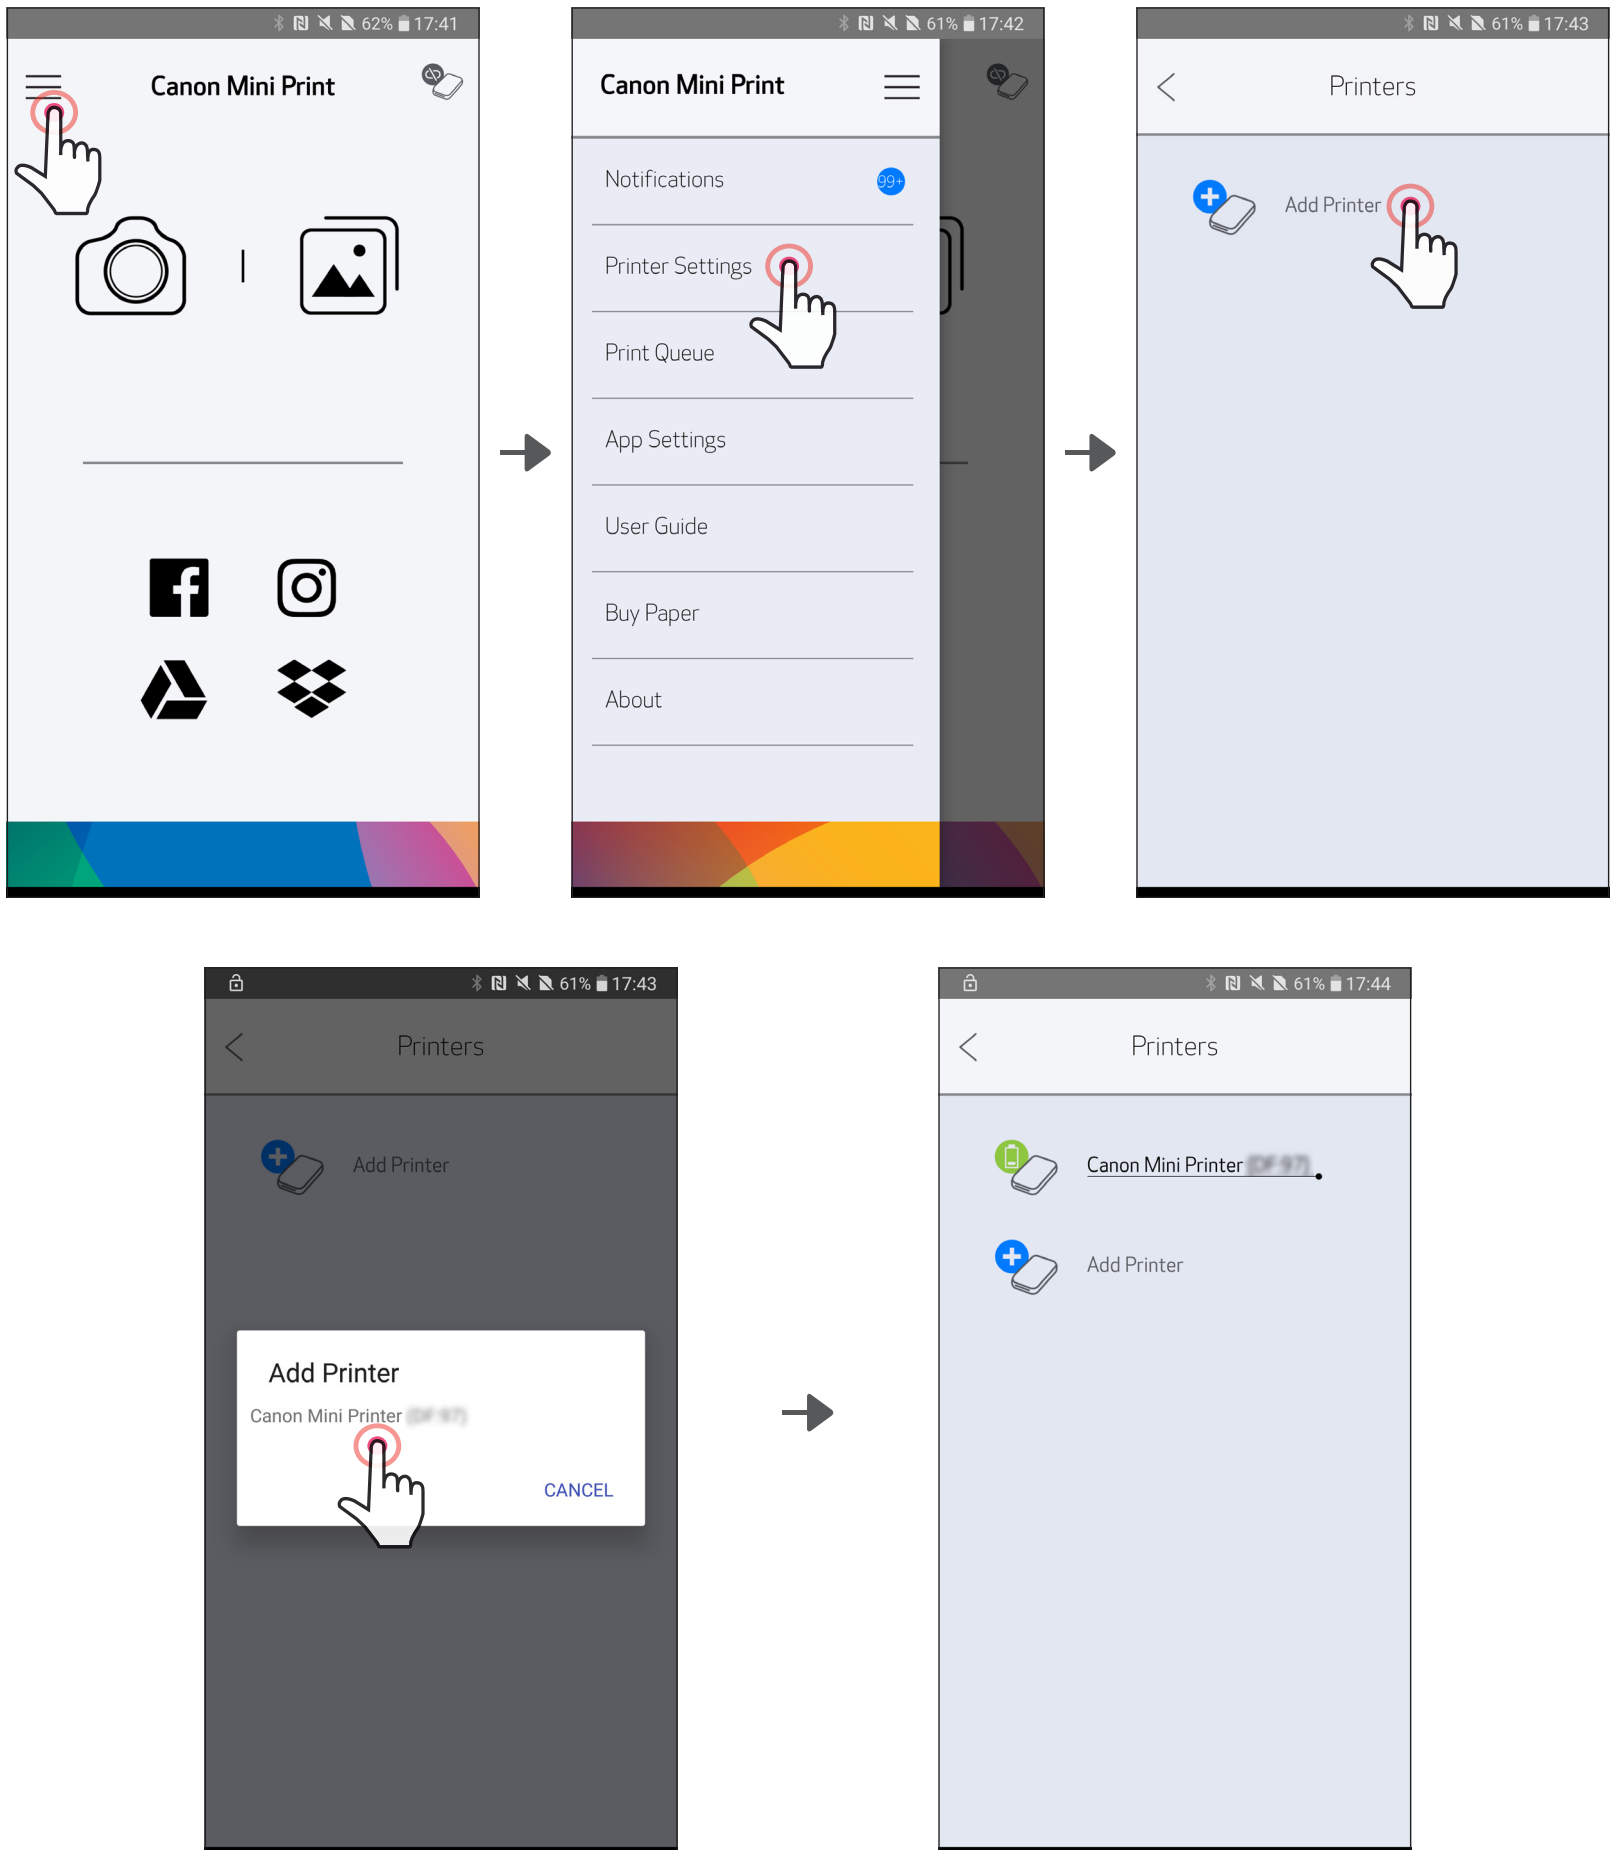 62% 17:41
Canon Mini Print
61% 17:42
Canon Mini Print
Notifications
99+
Printer Settings
Print Queue
App Settings
User Guide
Buy Paper
About
61% 17:43
Printers
Add Printer
61% 17:43
Printers
Add Printer
Add Printer
Canon Mini Printer
CANCEL
61% 17:44
Printers
Canon Mini Printer
Add Printer